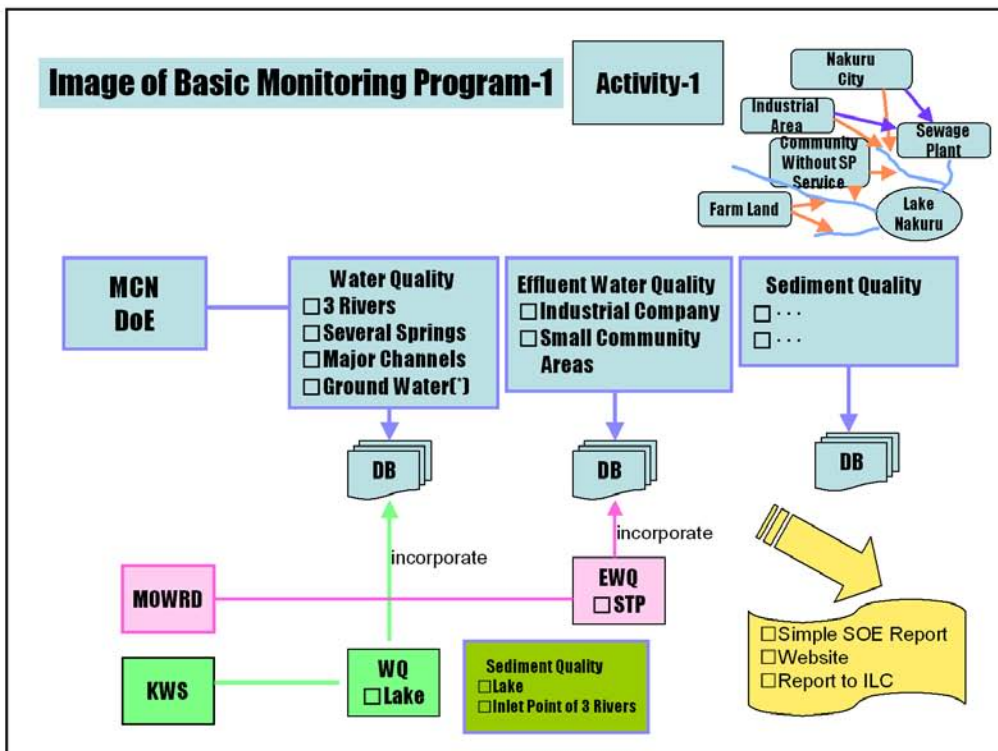 Image of Basic Monitoring Program-1
Activity-1
Nakuru
City
Industrial
Area
Sewage
Plant
Community
Without SP
Service
Farm Land
Lake
Nakuru
MCN
DoE
Water Quality
□ 3 Rivers
□ Several Springs
□ Major Channels
□ Ground Water(*)
Effluent Water Quality
□ Industrial Company
□ Small Community
Areas
Sediment Quality
□ ···
□ ···
DB
DB
DB
incorporate
incorporate
MOWRD
EWQ
□ STP
KWS
WQ
□ Lake
Sediment Quality
□ Lake
□ Inlet Point of 3 Rivers
□ Simple SOE Report
□ Website
□ Report to ILC